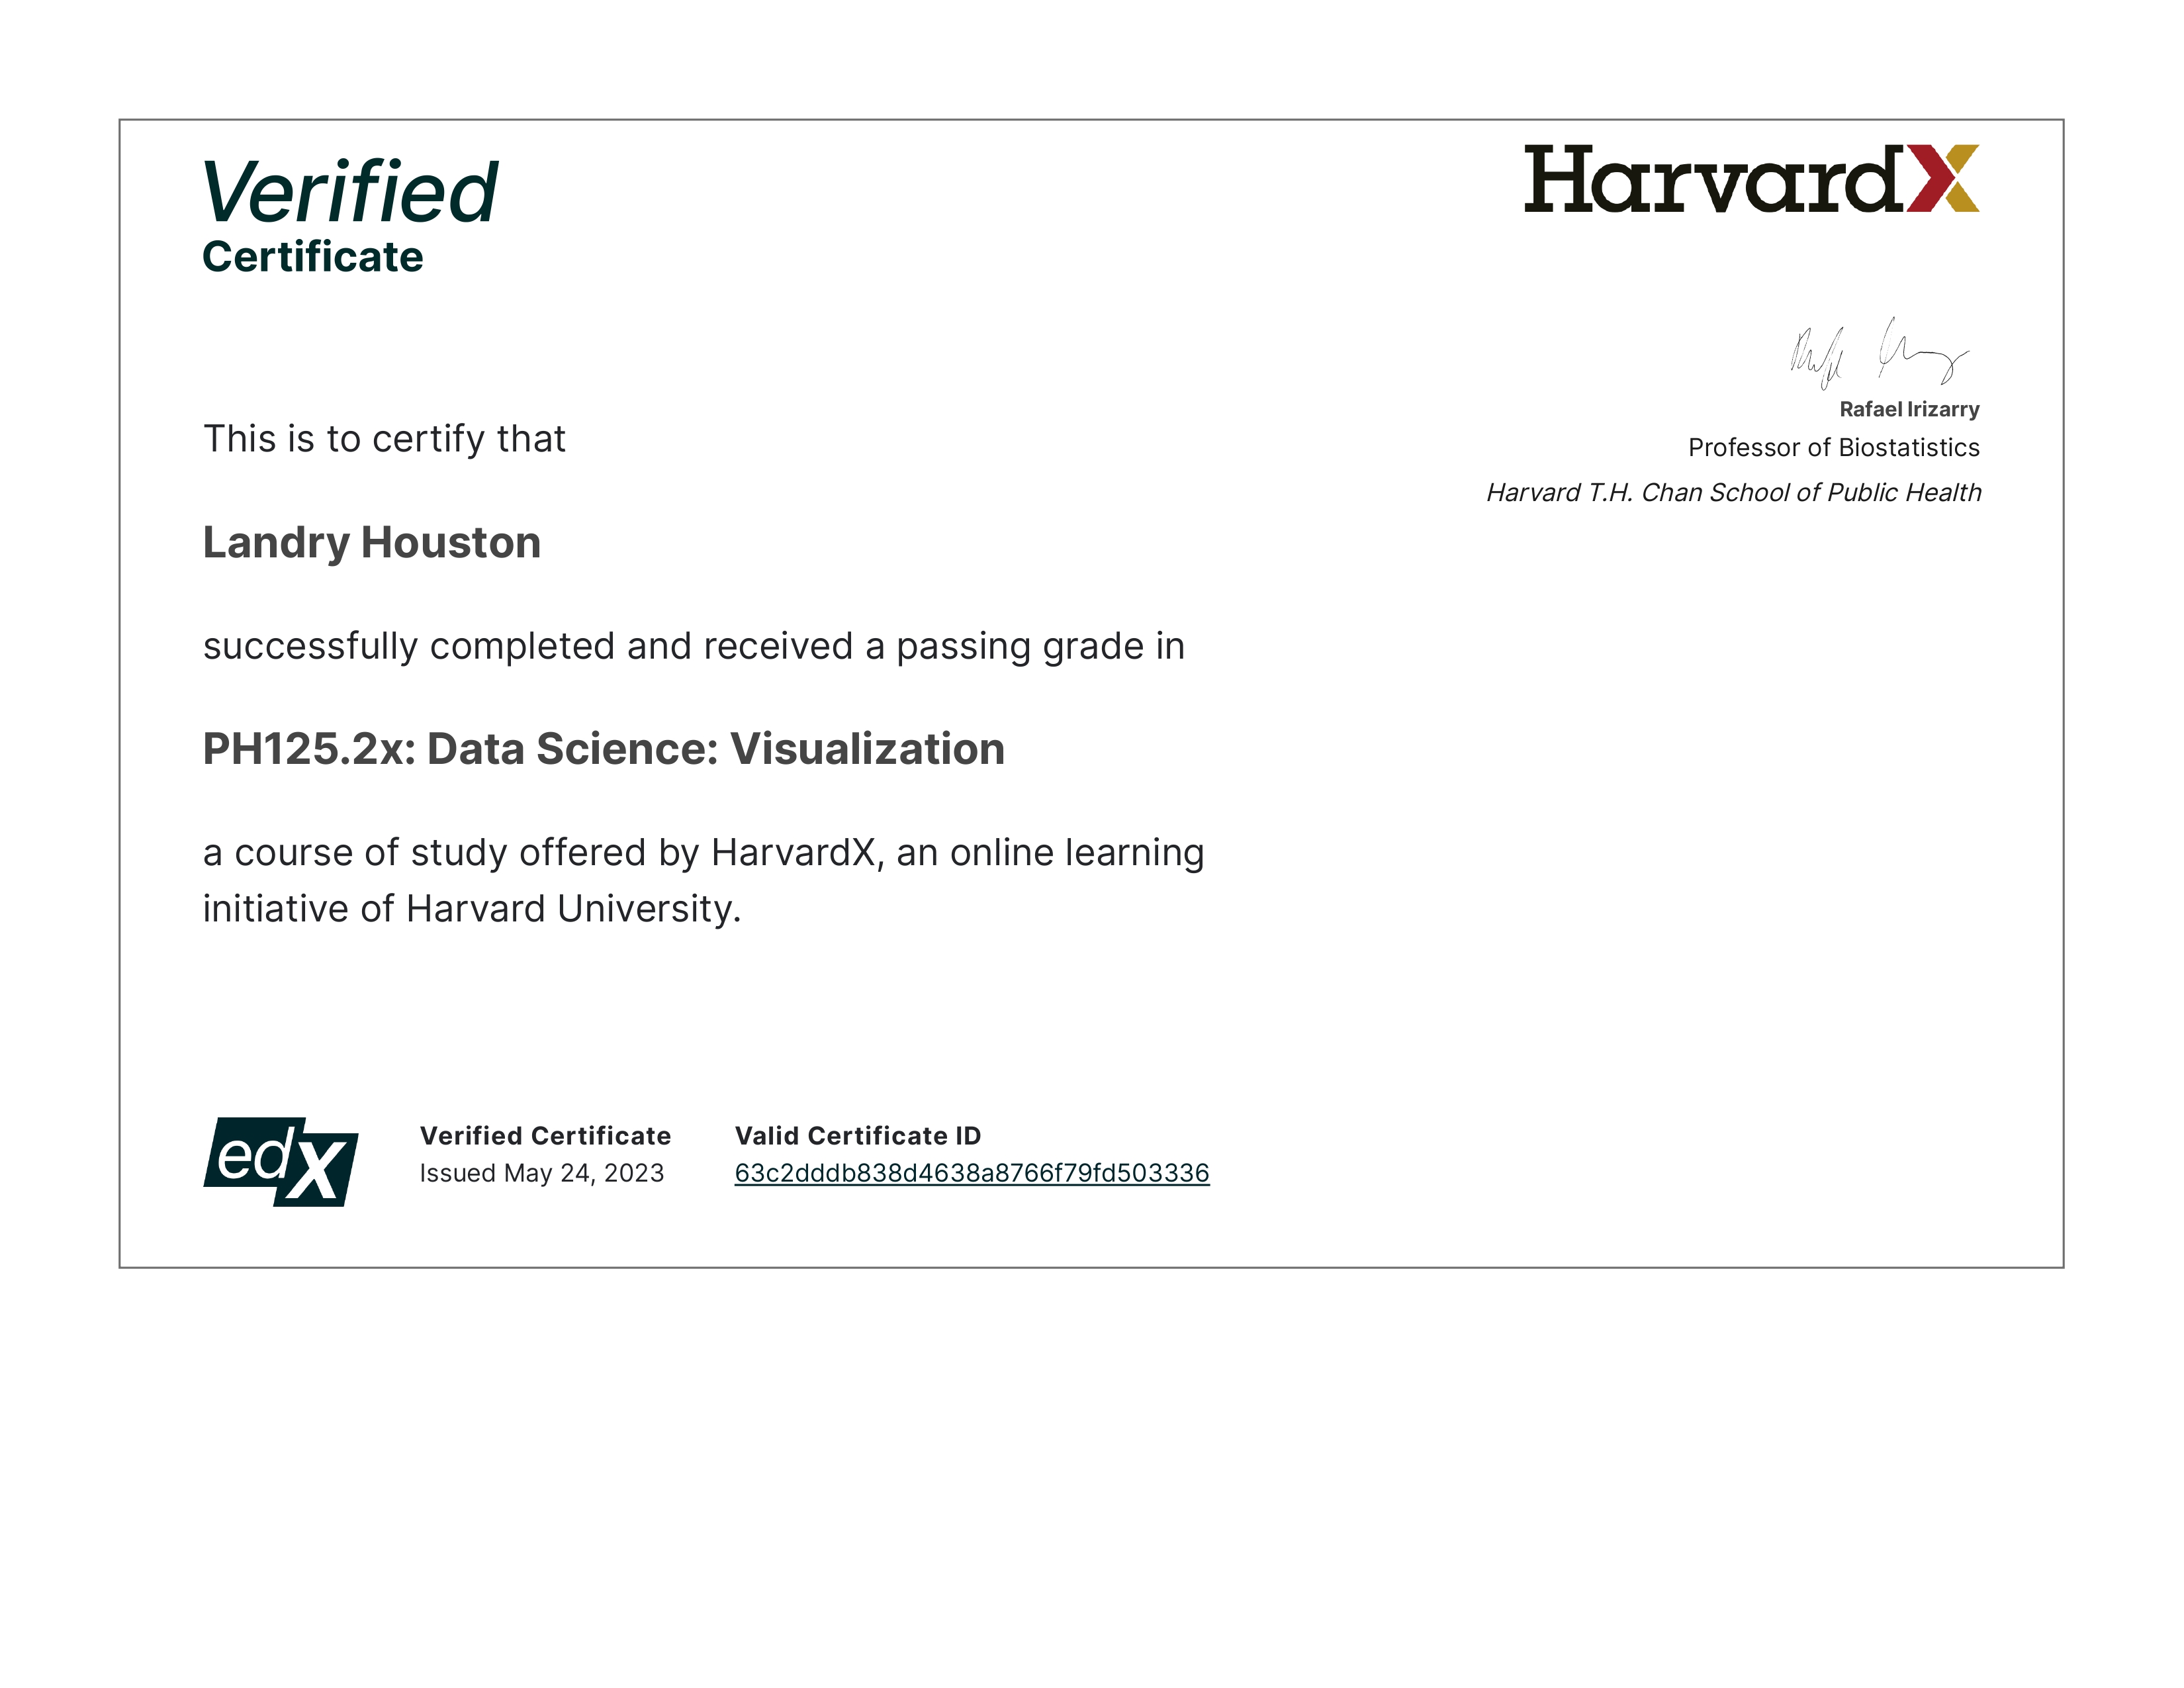 Verified
Certificate
HarvardX
Rafael Irizarry
Professor of Biostatistics
Harvard T.H. Chan School of Public Health
This is to certify that
Landry Houston
successfully completed and received a passing grade in
PH125.2x: Data Science: Visualization
a course of study offered by HarvardX, an online learning
initiative of Harvard University.
edX
Verified Certificate
Issued May 24, 2023
Valid Certificate ID
63c2dddb838d4638a8766f79fd503336